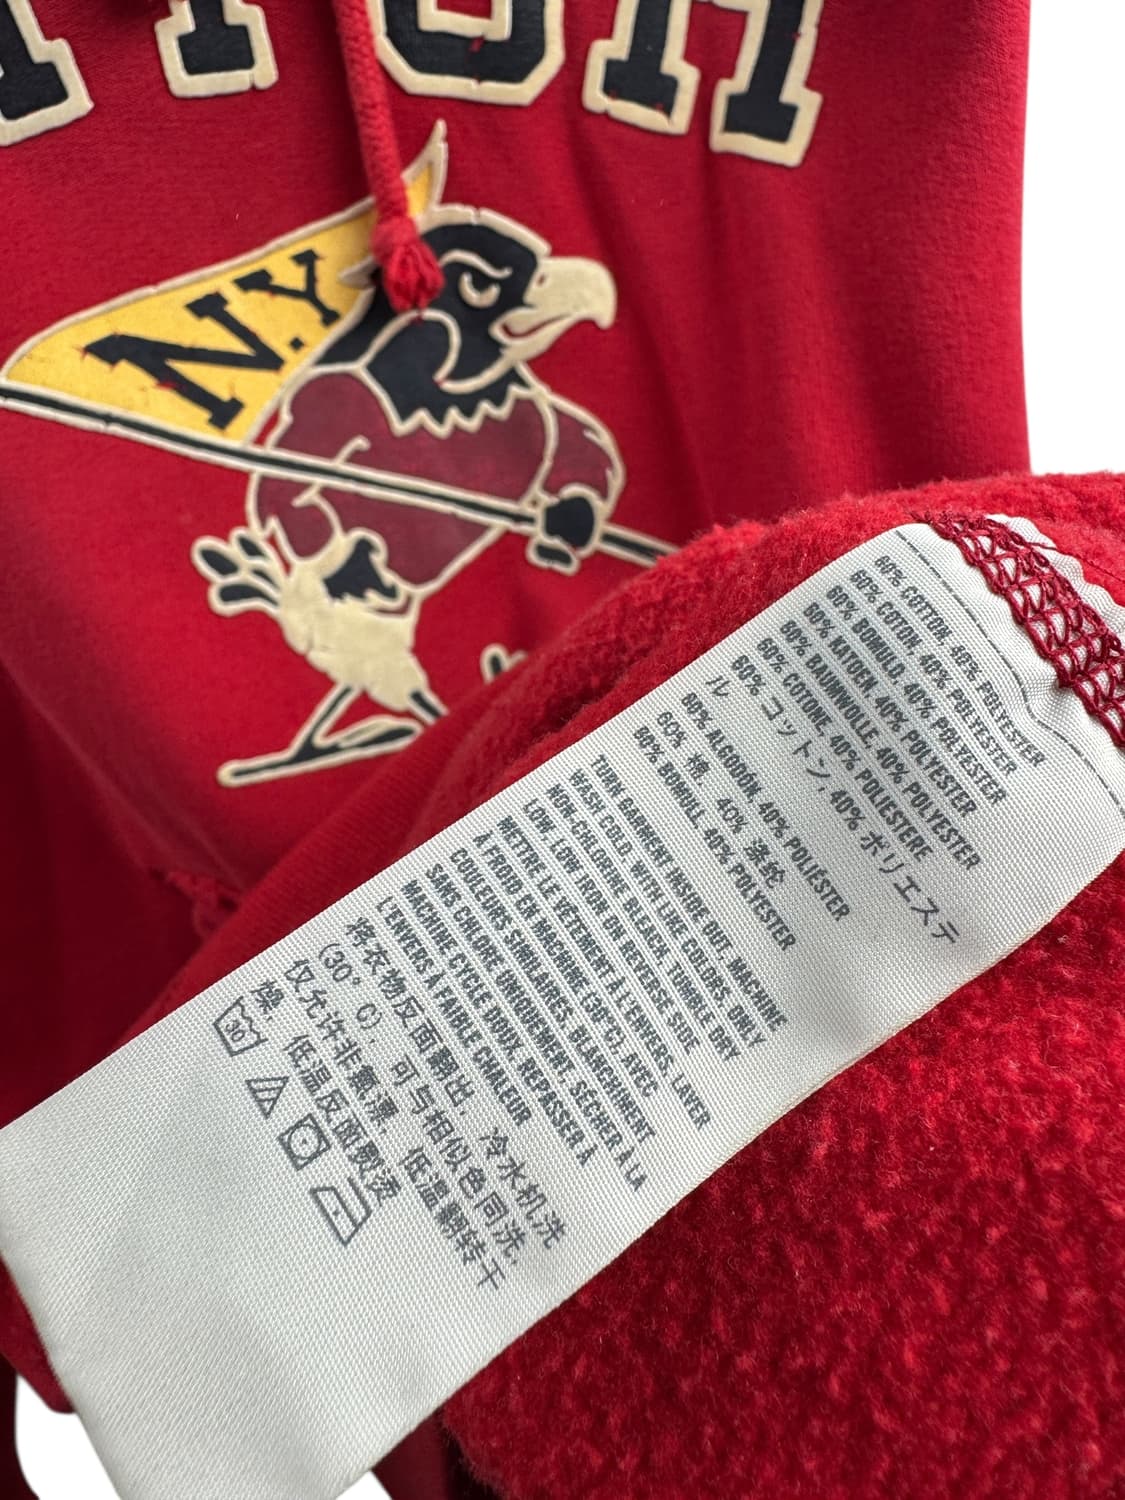 N.Y
60% COTTON, 40% POLYESTER
60% COTON, 40% POLYESTER
60% BOMULD, 40% POLYESTER
60% KATOEN, 40% POLYESTER
60% BAUMWOLLE, 40% POLYESTER
60% COTONE, 40% POLIESTERE
60% コットン, 40% ポリエステ
ル
60% ALGODÓN, 40% POLIÉSTER
60% 棉, 40% 涤纶
60% BOMULL, 40% POLYESTER
TURN GARMENT INSIDE OUT, MACHINE
WASH COLD, WITH LIKE COLORS, ONLY
NON-CHLORINE BLEACH, TUMBLE DRY
LOW, LOW IRON ON REVERSE SIDE
METTRE LE VÊTEMENT À L'ENVERS, LAVER
À FROID EN MACHINE (30°C), AVEC
COULEURS SIMILAIRES, BLANCHIMENT
SANS CHLORE UNIQUEMENT, SÉCHER À LA
MACHINE CYCLE DOUX, REPASSER À
L'ENVERS À FAIBLE CHALEUR
将衣物反面翻出, 冷水机洗
(30° C), 可与相似色同洗,
仅允许非氯漂, 低温翻转干
燥, 低温反面熨烫
30